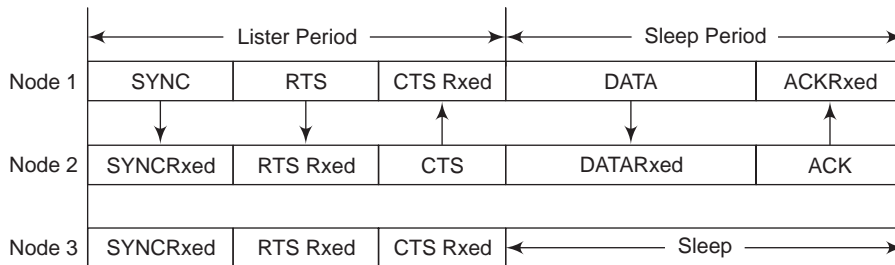 Lister Period Sleep Period
Node 1 SYNC RTS CTS Rxed DATA ACKRxed
Node 2 SYNCRxed RTS Rxed CTS DATARxed ACK
Node 3 SYNCRxed RTS Rxed CTS Rxed Sleep